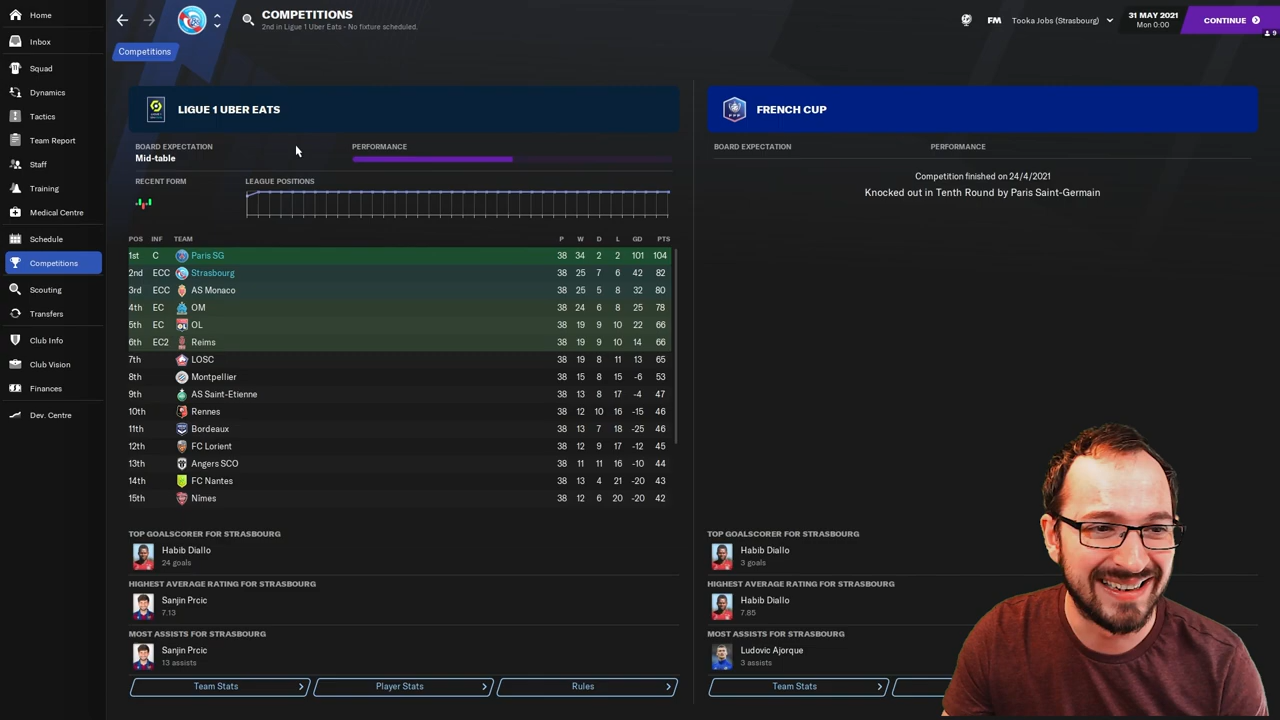 Home
Inbox
Squad
Dynamics
Tactics
Team Report
Staff
Training
Medical Centre
Schedule
Competitions
Scouting
Transfers
Club Info
Club Vision
Finances
Dev. Centre
COMPETITIONS
2nd in Ligue 1 Uber Eats - No fixture scheduled.
FM
Tooka Jobs (Strasbourg)
31 MAY 2021
Mon 0:00
CONTINUE
9
Competitions
LIGUE 1 UBER EATS
BOARD EXPECTATION
Mid-table
PERFORMANCE
RECENT FORM
LEAGUE POSITIONS
POS INF TEAM P W D L GD PTS
1st C Paris SG 38 34 2 2 101 104
2nd ECC Strasbourg 38 25 7 6 42 82
3rd ECC AS Monaco 38 25 5 8 32 80
4th EC OM 38 24 6 8 25 78
5th EC OL 38 19 9 10 22 66
6th EC2 Reims 38 19 9 10 14 66
7th LOSC 38 19 8 11 13 65
8th Montpellier 38 15 8 15 -6 53
9th AS Saint-Etienne 38 13 8 17 -4 47
10th Rennes 38 12 10 16 -15 46
11th Bordeaux 38 13 7 18 -25 46
12th FC Lorient 38 12 9 17 -12 45
13th Angers SCO 38 11 11 16 -10 44
14th FC Nantes 38 13 4 21 -20 43
15th Nîmes 38 12 6 20 -20 42
TOP GOALSCORER FOR STRASBOURG
Habib Diallo
24 goals
HIGHEST AVERAGE RATING FOR STRASBOURG
Sanjin Prcic
7.13
MOST ASSISTS FOR STRASBOURG
Sanjin Prcic
13 assists
Team Stats
Player Stats
Rules
FRENCH CUP
BOARD EXPECTATION
PERFORMANCE
Competition finished on 24/4/2021
Knocked out in Tenth Round by Paris Saint-Germain
TOP GOALSCORER FOR STRASBOURG
Habib Diallo
3 goals
HIGHEST AVERAGE RATING FOR STRASBOURG
Habib Diallo
7.85
MOST ASSISTS FOR STRASBOURG
Ludovic Ajorque
3 assists
Team Stats